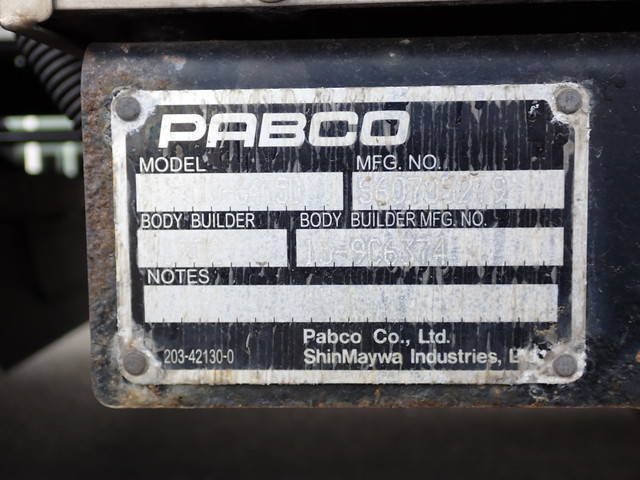 PABCO
MODEL MFG. NO.
BODY BUILDER BODY BUILDER MFG. NO.
NOTES
Pabco Co., Ltd.
203-42130-0 ShinMaywa Industries,